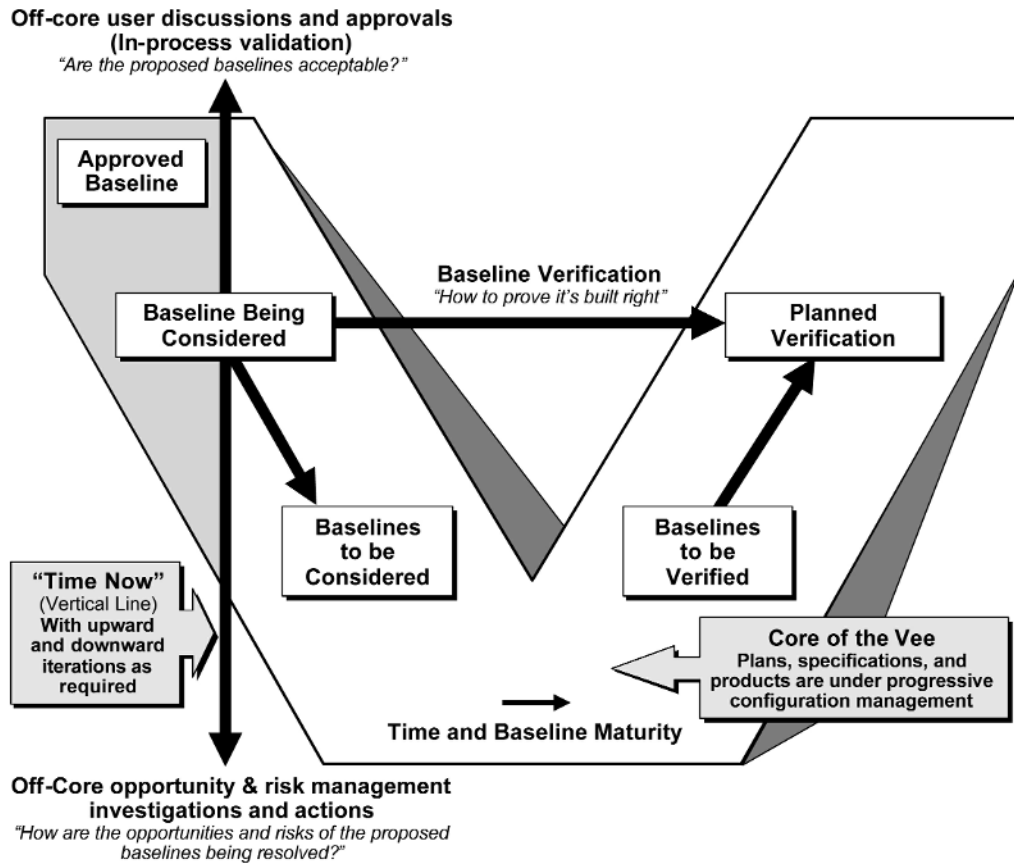 Off-core user discussions and approvals
(In-process validation)
“Are the proposed baselines acceptable?”
Approved
Baseline
Baseline Verification
“How to prove it’s built right”
Baseline Being
Considered
Planned
Verification
Baselines
to be
Considered
Baselines
to be
Verified
“Time Now”
(Vertical Line)
With upward
and downward
iterations as
required
Core of the Vee
Plans, specifications, and
products are under progressive
configuration management
Time and Baseline Maturity
Off-Core opportunity & risk management
investigations and actions
“How are the opportunities and risks of the proposed
baselines being resolved?”